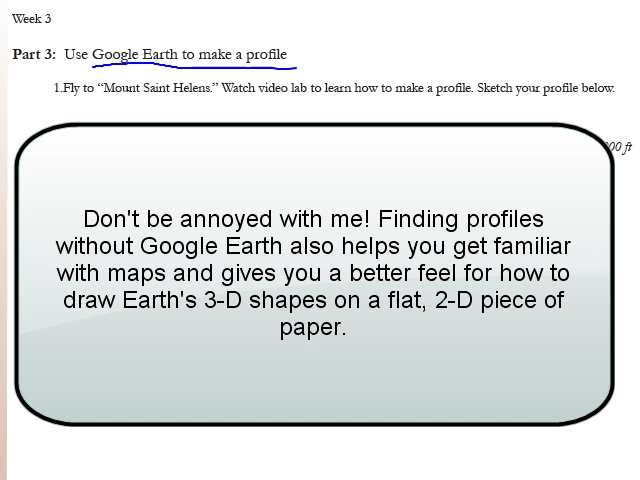 Week 3
Part 3: Use Google Earth to make a profile
1.Fly to “Mount Saint Helens.” Watch video lab to learn how to make a profile. Sketch your profile below.
00 ft
Don't be annoyed with me! Finding profiles
without Google Earth also helps you get familiar
with maps and gives you a better feel for how to
draw Earth's 3-D shapes on a flat, 2-D piece of
paper.